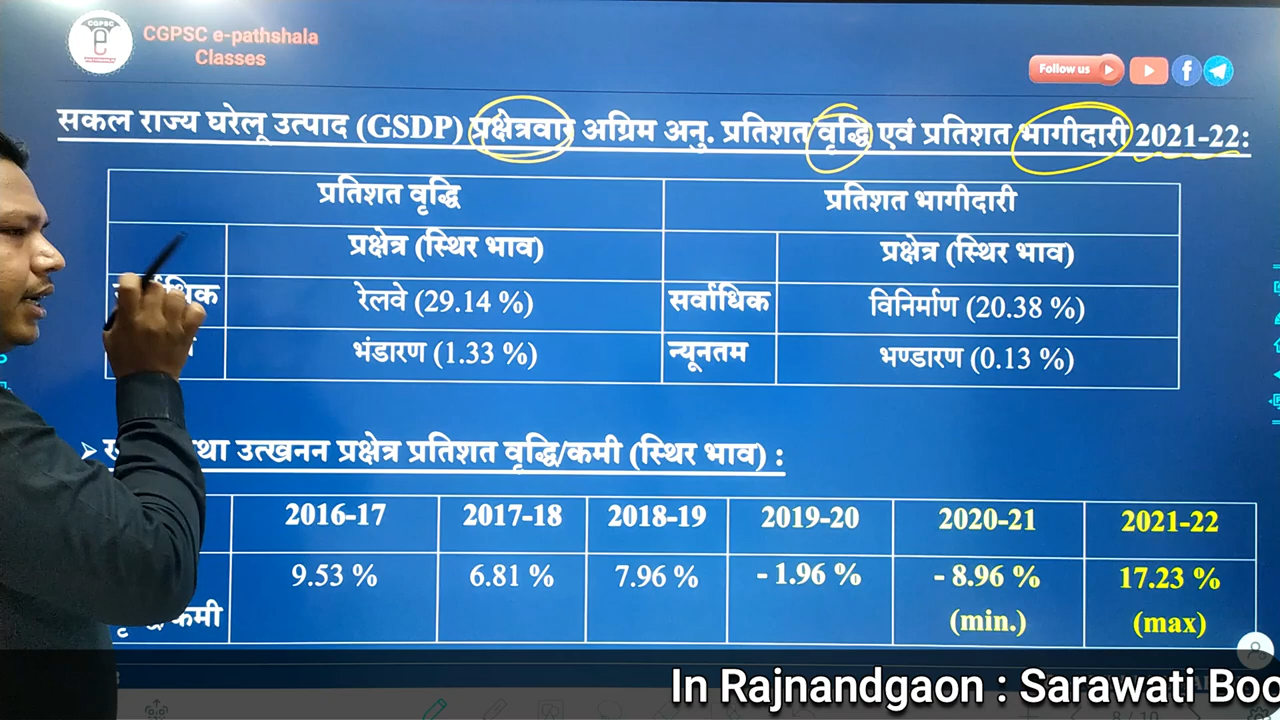 CGPSC
e
CGPSC e-pathshala
Classes
Follow us
सकल राज्य घरेलू उत्पाद (GSDP) प्रक्षेत्रवार अग्रिम अनु. प्रतिशत वृद्धि एवं प्रतिशत भागीदारी 2021-22:
प्रतिशत वृद्धि प्रतिशत भागीदारी
प्रक्षेत्र (स्थिर भाव) प्रक्षेत्र (स्थिर भाव)
रेलवे (29.14 %) सर्वाधिक विनिर्माण (20.38 %)
भंडारण (1.33 %) न्यूनतम भण्डारण (0.13 %)
उत्खनन प्रक्षेत्र प्रतिशत वृद्धि/कमी (स्थिर भाव) :
2016-17 2017-18 2018-19 2019-20 2020-21 2021-22
9.53 % 6.81 % 7.96 % - 1.96 % - 8.96 % 17.23 %
कमी (min.) (max)
In Rajnandgaon : Sarawati Boo